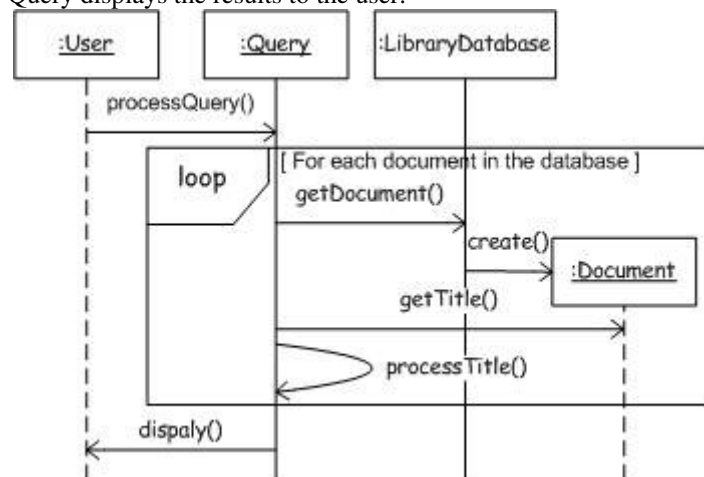 Query displays the results to the user.
:User
:Query
:LibraryDatabase
processQuery()
loop
[ For each document in the database ]
getDocument()
create()
:Document
getTitle()
processTitle()
dispaly()